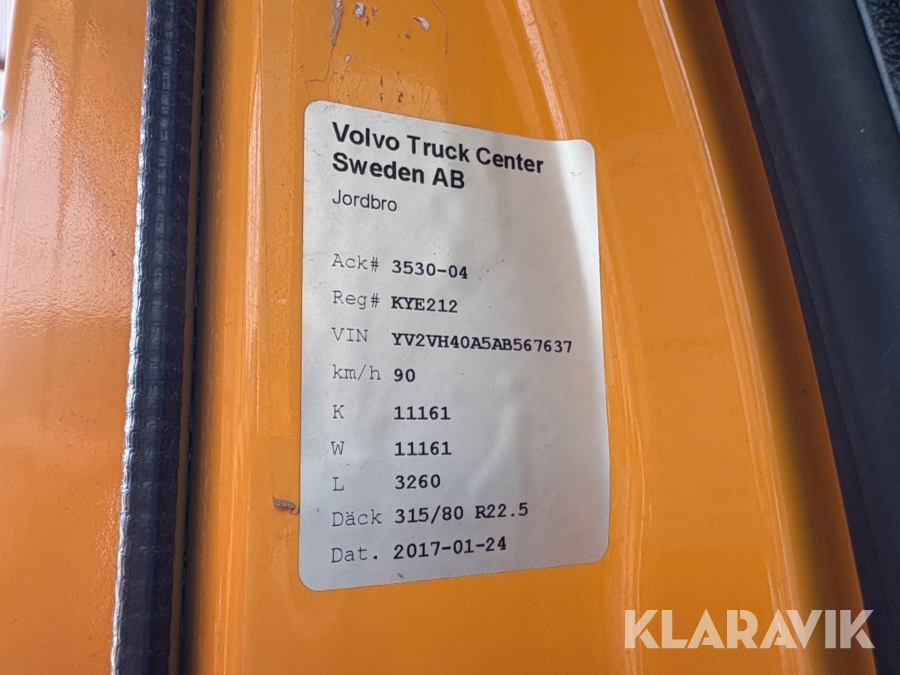 Volvo Truck Center
Sweden AB
Jordbro
Ack# 3530-04
Reg# KYE212
VIN YV2VH40A5AB567637
km/h 90
K 11161
W 11161
L 3260
Däck 315/80 R22.5
Dat. 2017-01-24
KLARAVIK